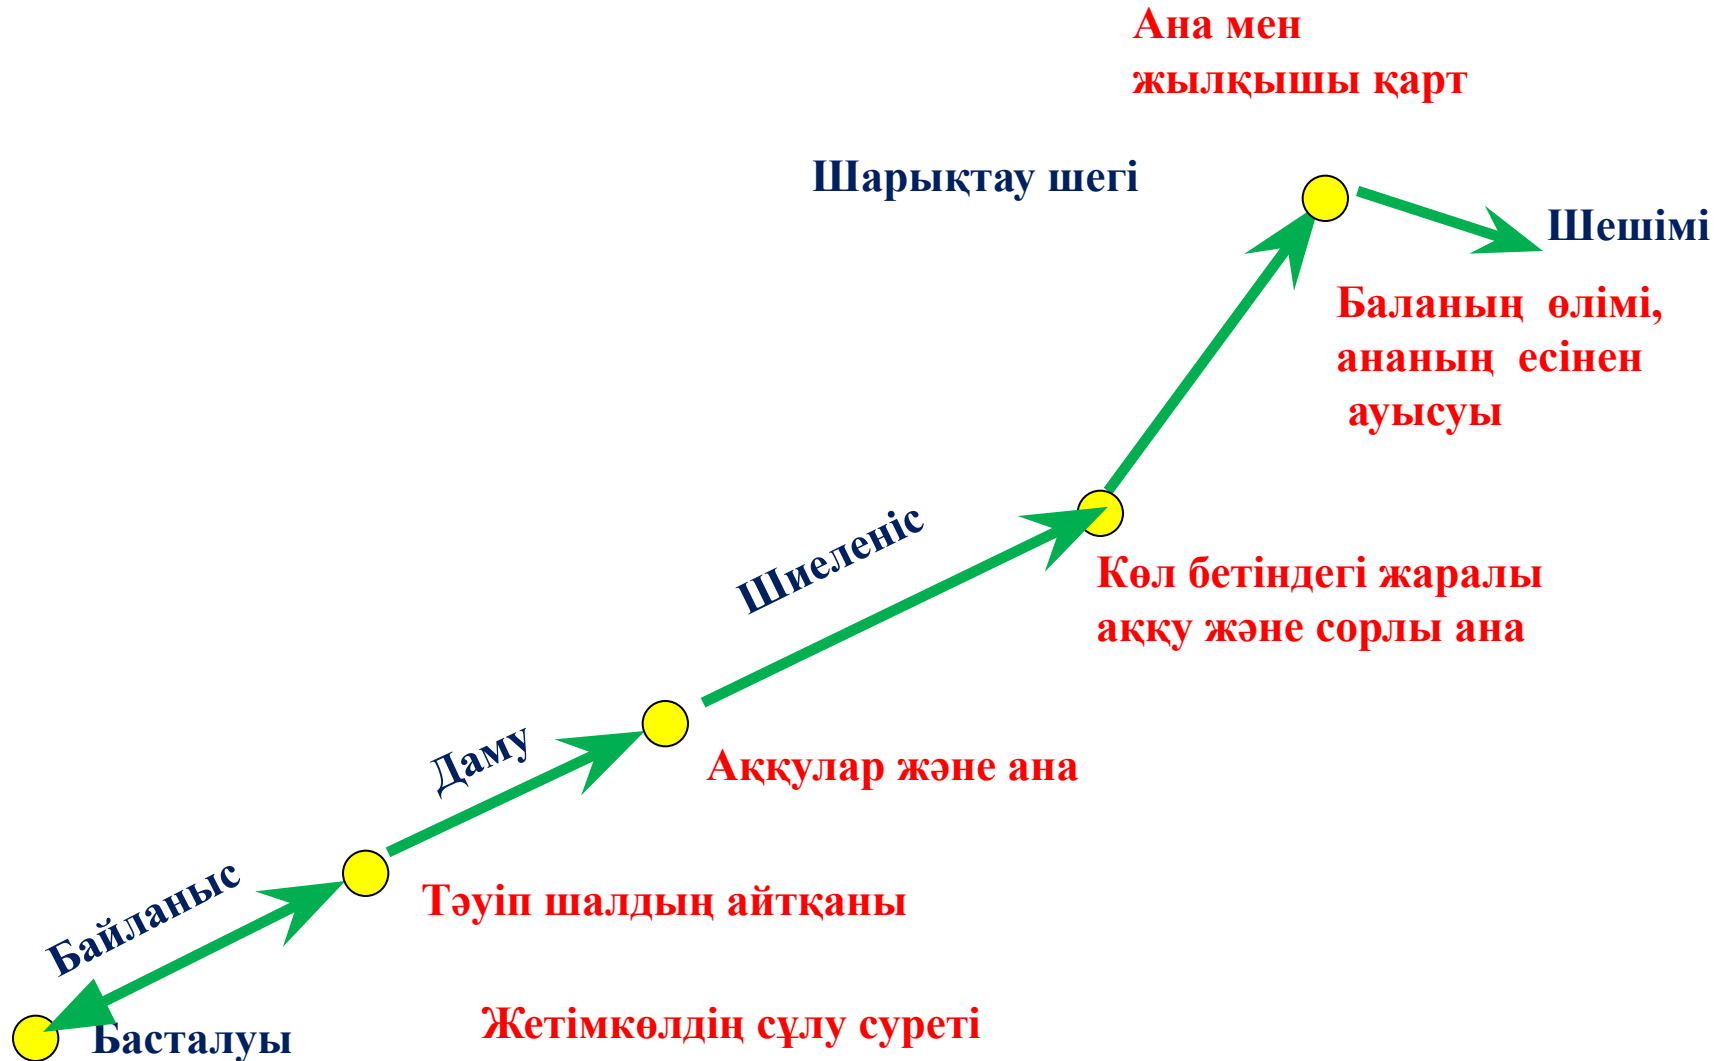 Ана мен
жылқышы қарт
Шарықтау шегі
Шешімі
Баланың өлімі,
ананың есінен
ауысуы
Шиеленіс
Көл бетіндегі жаралы
аққу және сорлы ана
Даму
Аққулар және ана
Байланыс
Тәуіп шалдың айтқаны
Басталуы
Жетімкөлдің сұлу суреті